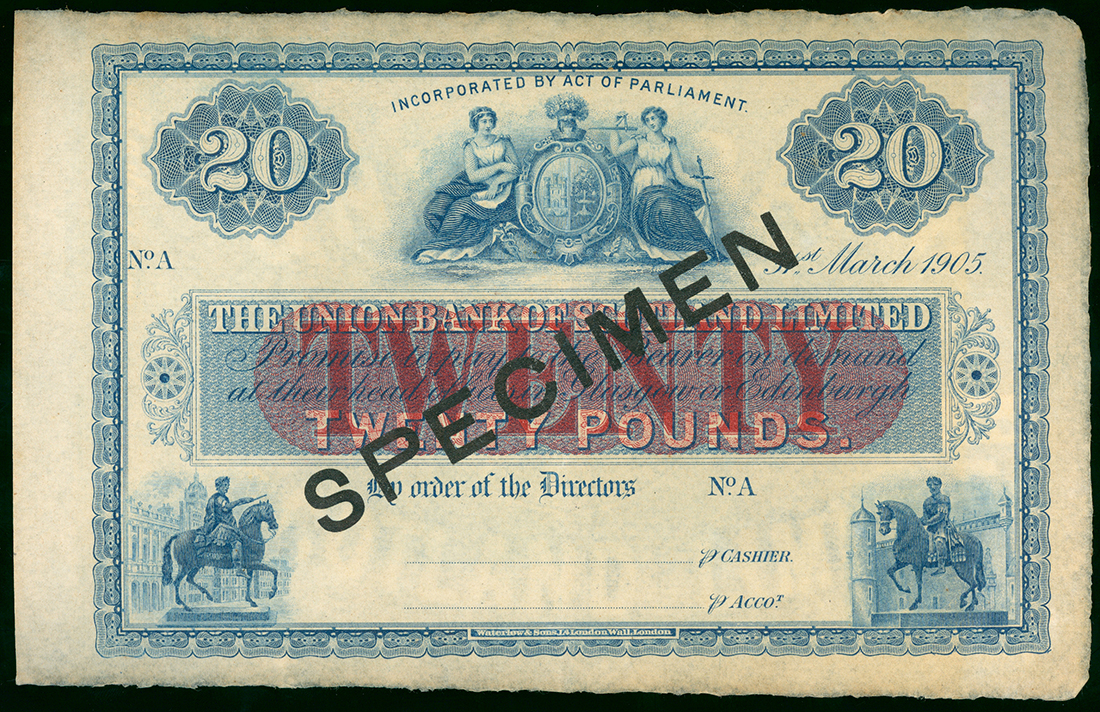 INCORPORATED BY ACT OF PARLIAMENT.
20
20
No. A
31st March 1905.
THE UNION BANK OF SCOTLAND LIMITED
Promise to pay the Bearer on demand
at their head office in Glasgow or Edinburgh
TWENTY
TWENTY POUNDS.
SPECIMEN
By order of the Directors
No. A
p CASHIER.
p ACCOT.
Waterlow & Sons, Ld. London Wall, London